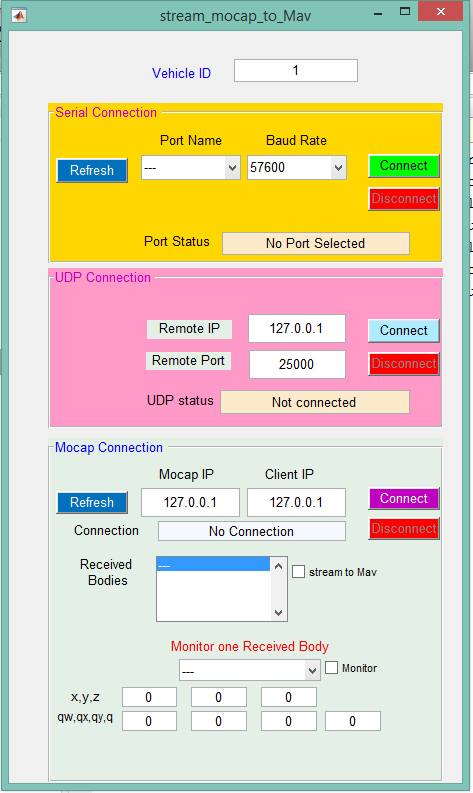 stream_mocap_to_Mav
Vehicle ID 1
Serial Connection
Port Name Baud Rate
Refresh --- 57600 Connect
Disconnect
Port Status No Port Selected
UDP Connection
Remote IP 127.0.0.1 Connect
Remote Port 25000 Disconnect
UDP status Not connected
Mocap Connection
Mocap IP Client IP
Refresh 127.0.0.1 127.0.0.1 Connect
Connection No Connection Disconnect
Received Bodies
--- stream to Mav
Monitor one Received Body
--- Monitor
x,y,z 0 0 0
qw,qx,qy,q 0 0 0 0